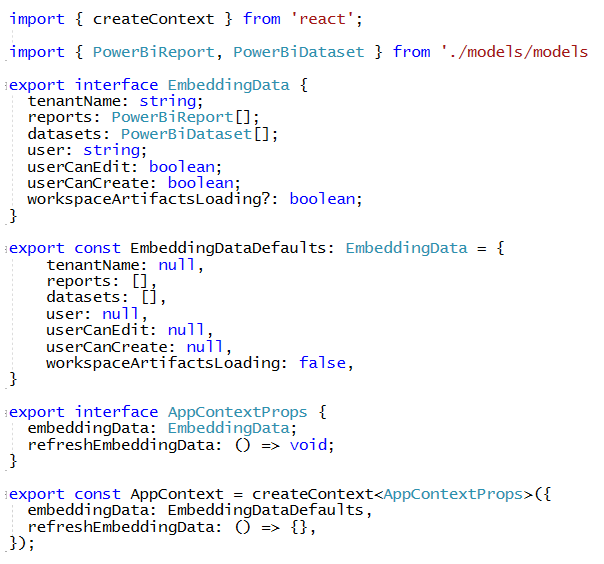 import { createContext } from 'react';
import { PowerBiReport, PowerBiDataset } from './models/models
export interface EmbeddingData {
  tenantName: string;
  reports: PowerBiReport[];
  datasets: PowerBiDataset[];
  user: string;
  userCanEdit: boolean;
  userCanCreate: boolean;
  workspaceArtifactsLoading?: boolean;
}
export const EmbeddingDataDefaults: EmbeddingData = {
    tenantName: null,
    reports: [],
    datasets: [],
    user: null,
    userCanEdit: null,
    userCanCreate: null,
    workspaceArtifactsLoading: false,
}
export interface AppContextProps {
  embeddingData: EmbeddingData;
  refreshEmbeddingData: () => void;
}
export const AppContext = createContext<AppContextProps>({
  embeddingData: EmbeddingDataDefaults,
  refreshEmbeddingData: () => {},
});